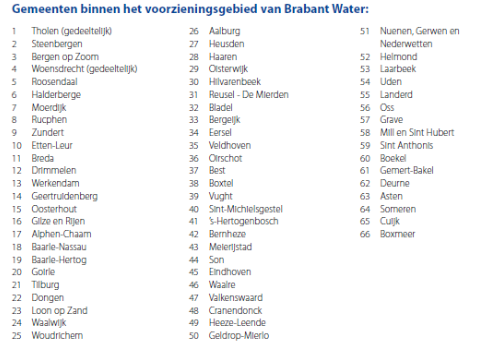 Gemeenten binnen het voorzieningsgebied van Brabant Water:
1 Tholen (gedeeltelijk)
2 Steenbergen
3 Bergen op Zoom
4 Woensdrecht (gedeeltelijk)
5 Roosendaal
6 Halderberge
7 Moerdijk
8 Rucphen
9 Zundert
10 Etten-Leur
11 Breda
12 Drimmelen
13 Werkendam
14 Geertruidenberg
15 Oosterhout
16 Gilze en Rijen
17 Alphen-Chaam
18 Baarle-Nassau
19 Baarle-Hertog
20 Goirle
21 Tilburg
22 Dongen
23 Loon op Zand
24 Waalwijk
25 Woudrichem
26 Aalburg
27 Heusden
28 Haaren
29 Oisterwijk
30 Hilvarenbeek
31 Reusel - De Mierden
32 Bladel
33 Bergeijk
34 Eersel
35 Veldhoven
36 Oirschot
37 Best
38 Boxtel
39 Vught
40 Sint-Michielsgestel
41 's-Hertogenbosch
42 Bernheze
43 Meierijstad
44 Son
45 Eindhoven
46 Waalre
47 Valkenswaard
48 Cranendonck
49 Heeze-Leende
50 Geldrop-Mierlo
51 Nuenen, Gerwen en
Nederwetten
52 Helmond
53 Laarbeek
54 Uden
55 Landerd
56 Oss
57 Grave
58 Mill en Sint Hubert
59 Sint Anthonis
60 Boekel
61 Gemert-Bakel
62 Deurne
63 Asten
64 Someren
65 Cuijk
66 Boxmeer